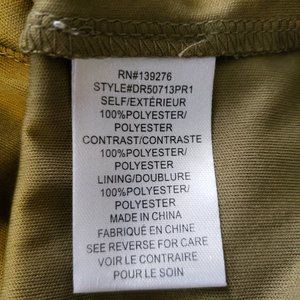 RN#139276
STYLE#DR50713PR1
SELF/EXTÉRIEUR
100%POLYESTER/
POLYESTER
CONTRAST/CONTRASTE
100%POLYESTER/
POLYESTER
LINING/DOUBLURE
100%POLYESTER/
POLYESTER
MADE IN CHINA
FABRIQUÉ EN CHINE
SEE REVERSE FOR CARE
VOIR LE CONTRAIRE
POUR LE SOIN